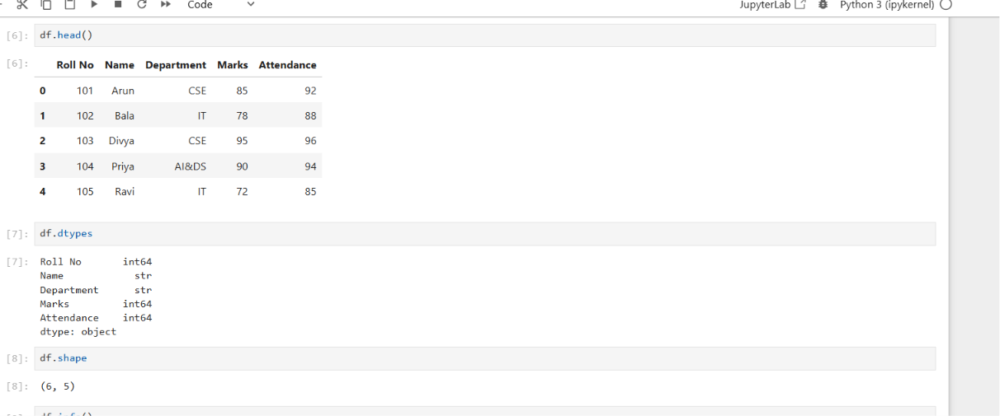 Code
JupyterLab
Python 3 (ipykernel)
[6]: df.head()
[6]: Roll No Name Department Marks Attendance
0 101 Arun CSE 85 92
1 102 Bala IT 78 88
2 103 Divya CSE 95 96
3 104 Priya AI&DS 90 94
4 105 Ravi IT 72 85
[7]: df.dtypes
[7]: Roll No int64
Name str
Department str
Marks int64
Attendance int64
dtype: object
[8]: df.shape
[8]: (6, 5)